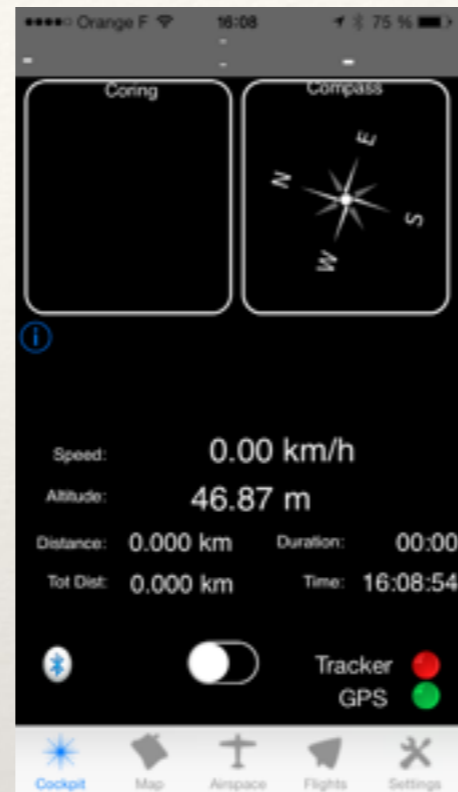 Orange F 16:08 75 %
Coring Compass
E
N
S
W
Speed: 0.00 km/h
Altitude: 46.87 m
Distance: 0.000 km Duration: 00:00
Tot Dist: 0.000 km Time: 16:08:54
Tracker
GPS
Cockpit Map Airspace Flights Settings